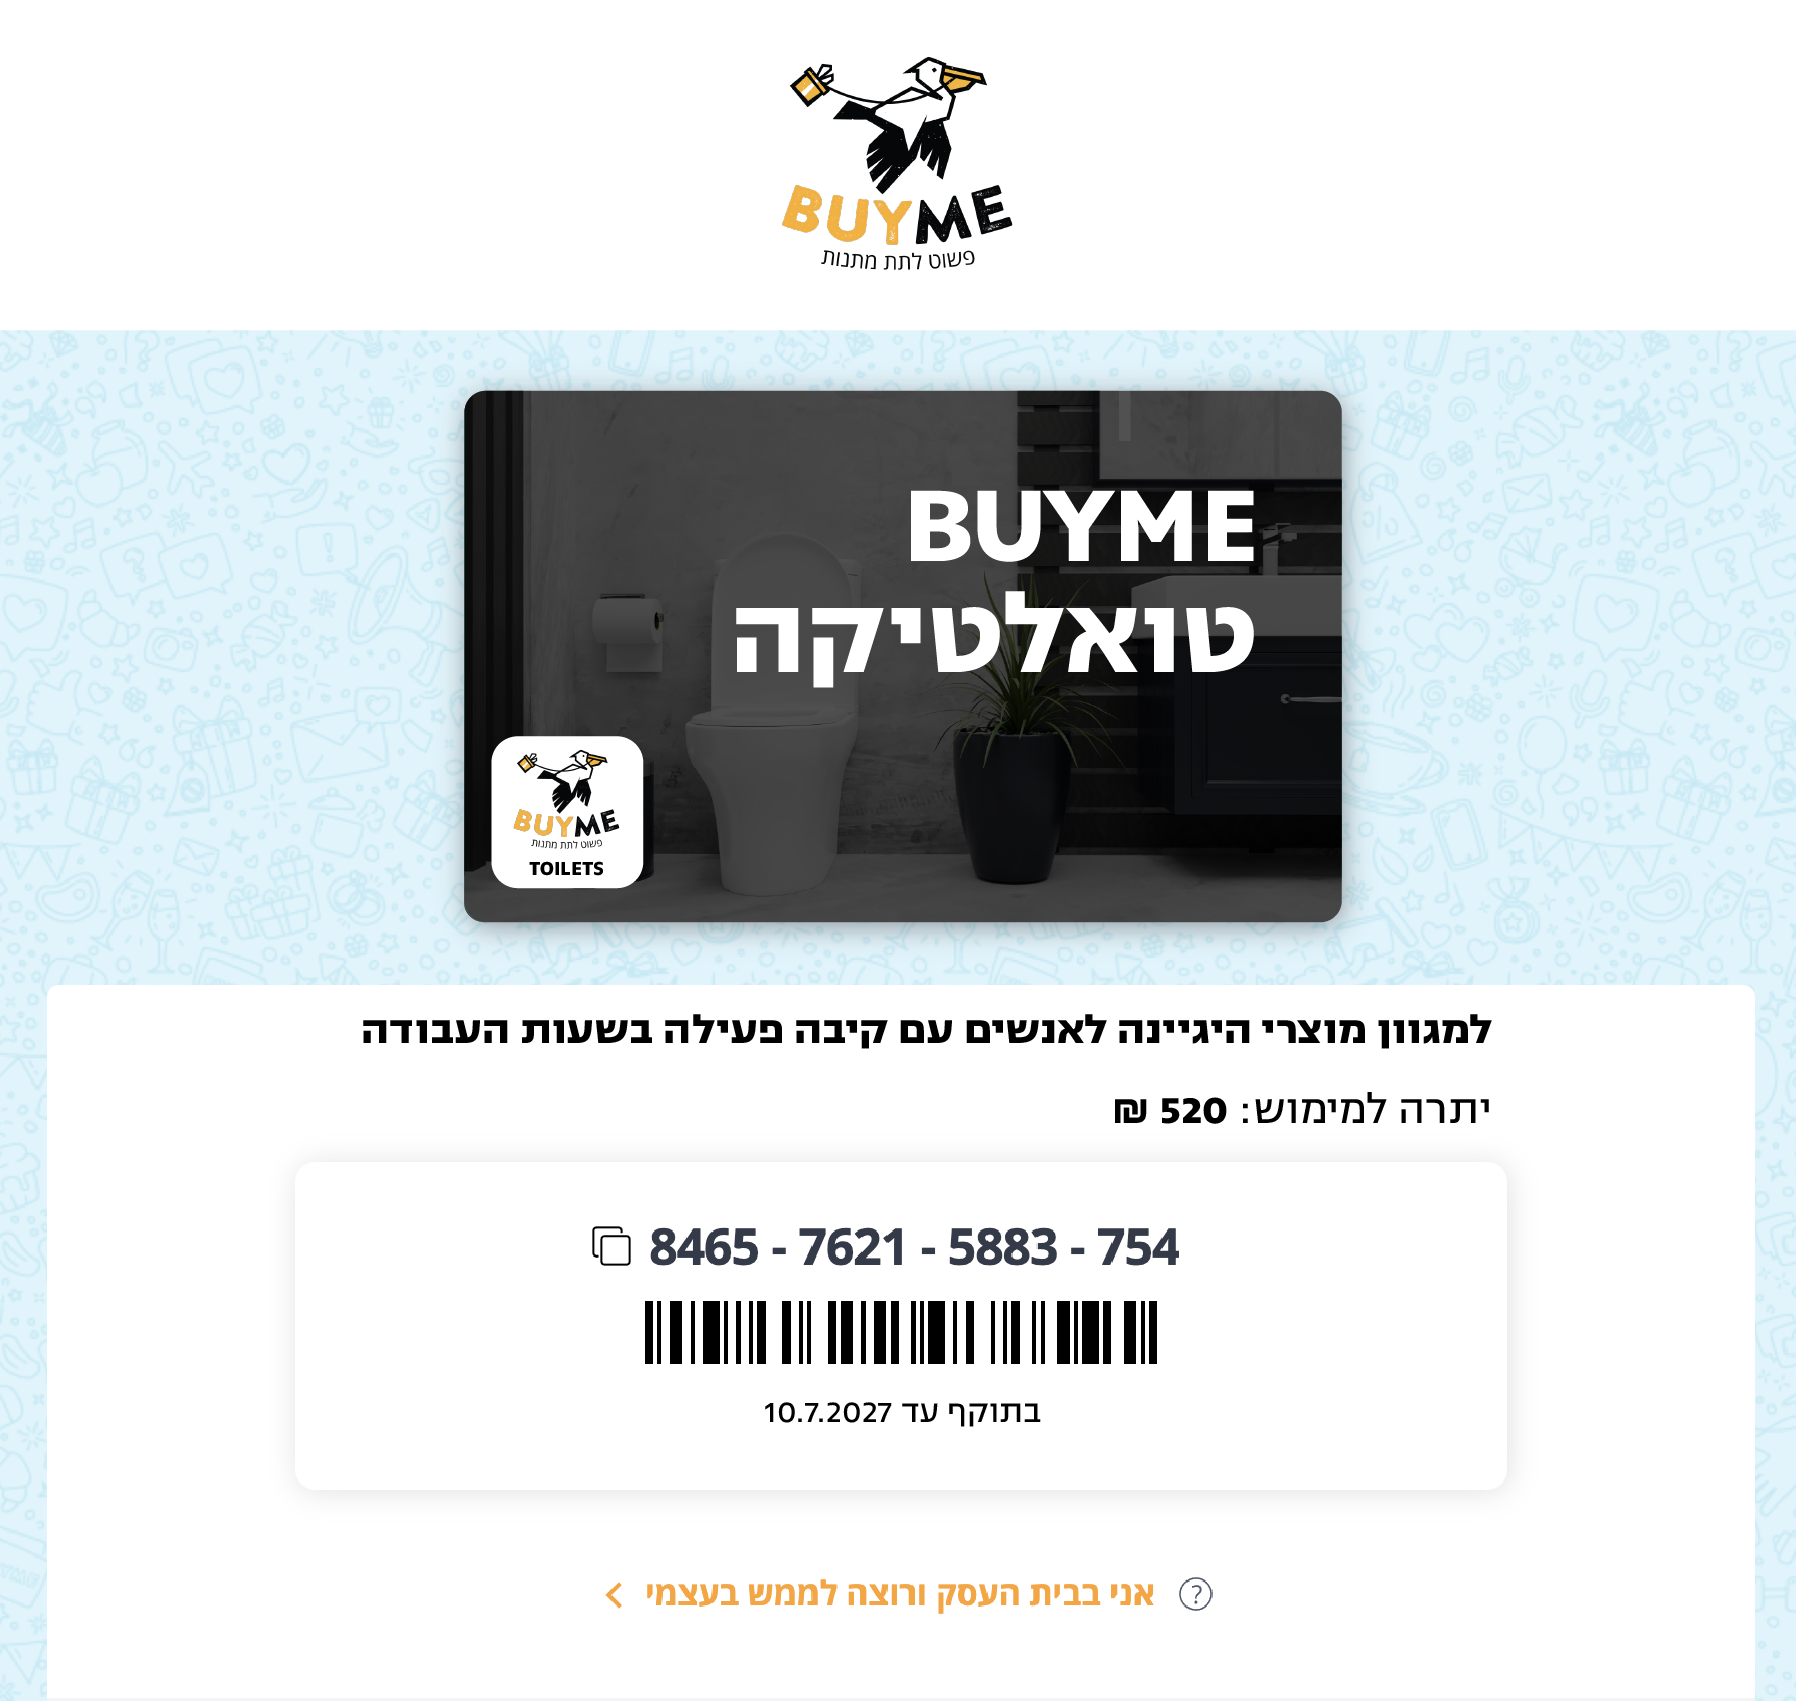 BUYME
פשוט לתת מתנות
BUYME
טואלטיקה
BUYME
פשוט לתת מתנות
TOILETS
למגוון מוצרי היגיינה לאנשים עם קיבה פעילה בשעות העבודה
יתרה למימוש: 520 ₪
8465 - 7621 - 5883 - 754
בתוקף עד 10.7.2027
? אני בבית העסק ורוצה לממש בעצמי